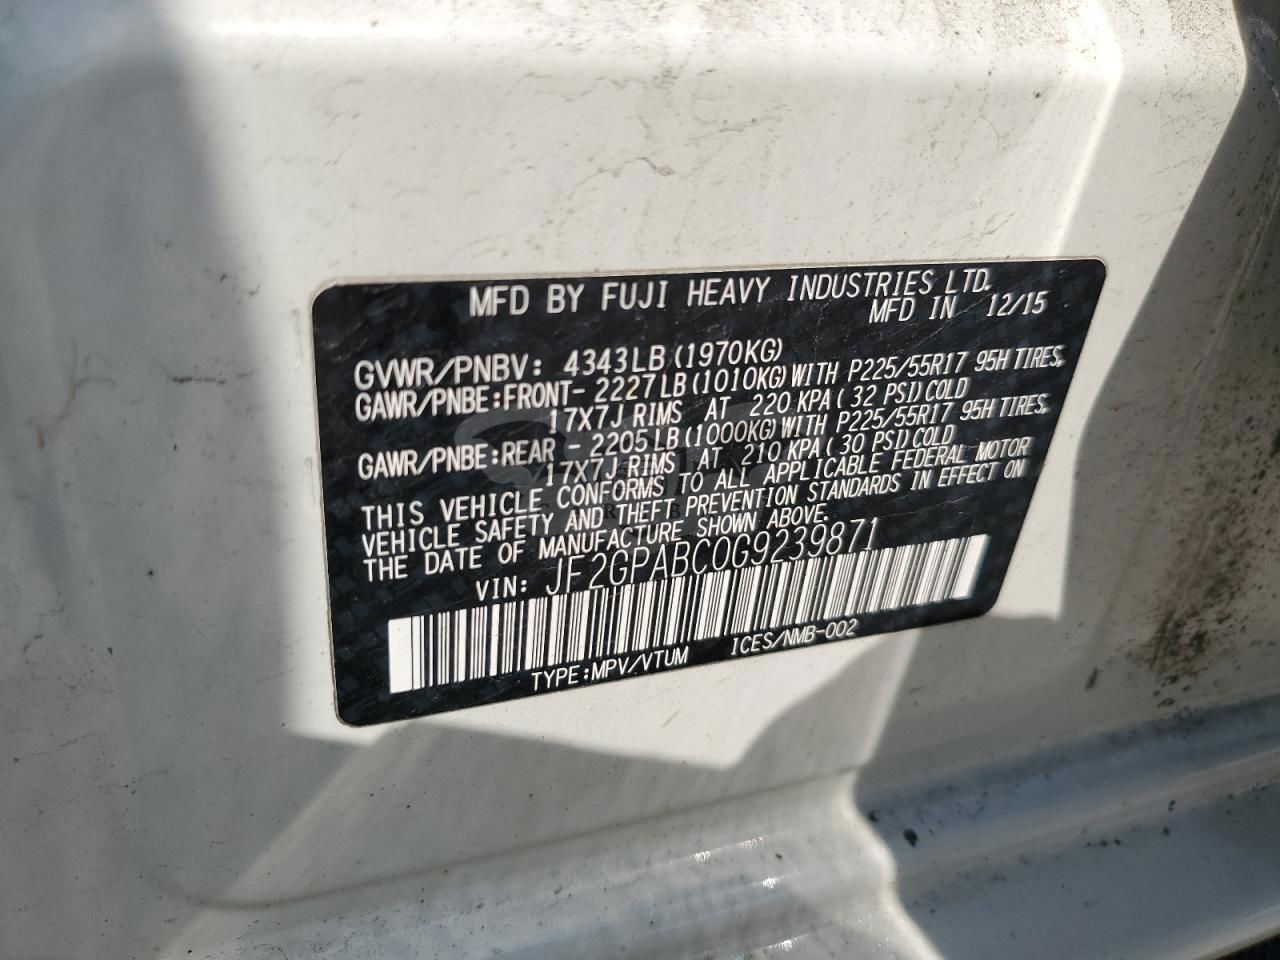 MFD BY FUJI HEAVY INDUSTRIES LTD.
MFD IN 12/15
GVWR/PNBV: 4343LB(1970KG)
GAWR/PNBE:FRONT- 2227LB(1010KG)WITH P225/55R17 95H TIRES,
17X7J RIMS AT 220 KPA( 32 PSI)COLD
GAWR/PNBE:REAR - 2205LB(1000KG)WITH P225/55R17 95H TIRES,
17X7J RIMS AT 210 KPA( 30 PSI)COLD
THIS VEHICLE CONFORMS TO ALL APPLICABLE FEDERAL MOTOR
VEHICLE SAFETY AND THEFT PREVENTION STANDARDS IN EFFECT ON
THE DATE OF MANUFACTURE SHOWN ABOVE.
VIN: JF2GPABC0G9239871
TYPE:MPV/VTUM ICES/NMB-002